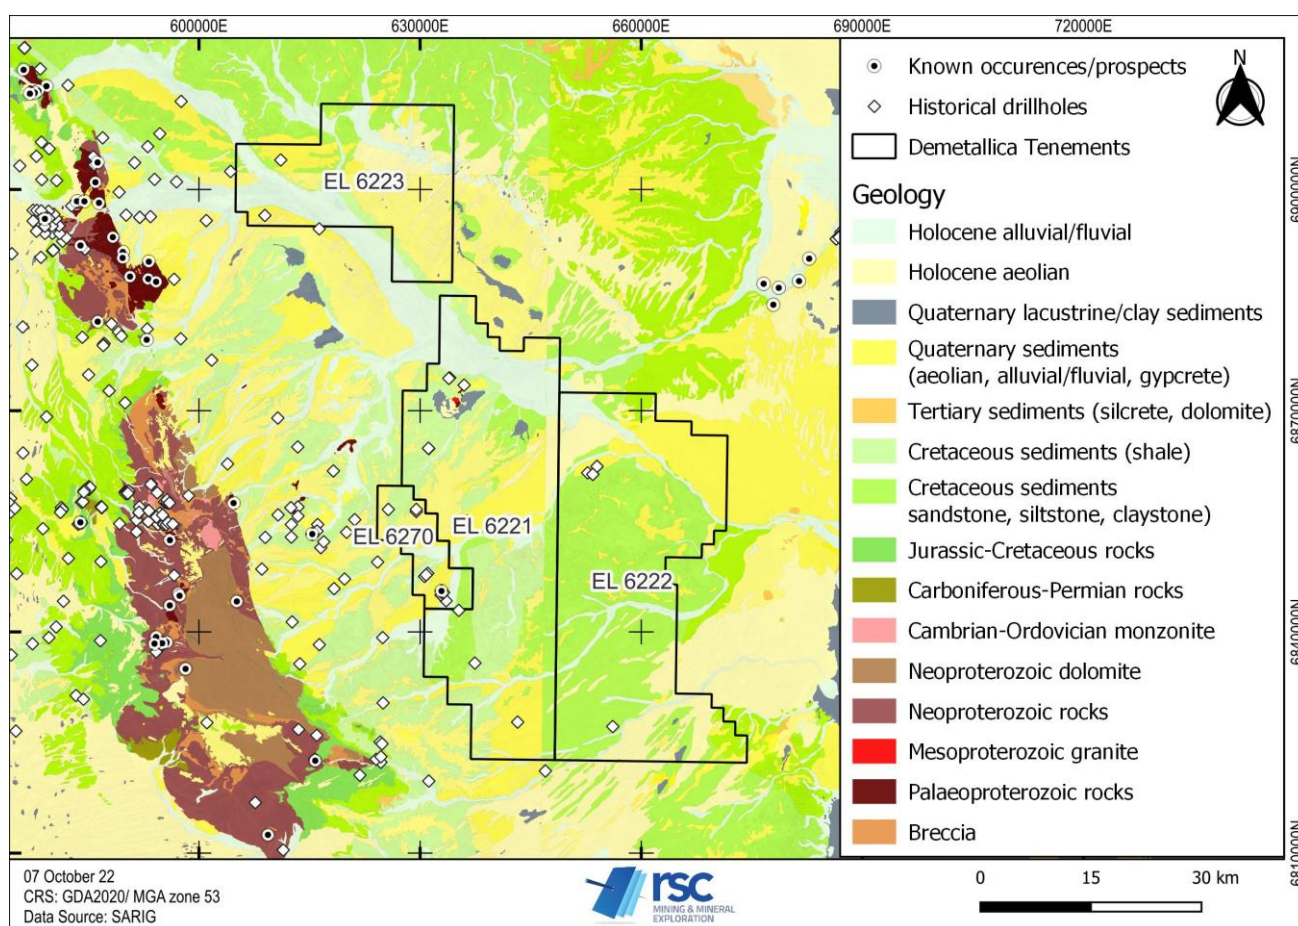 600000E 630000E 660000E 690000E 720000E
Known occurences/prospects
Historical drillholes
Demetallica Tenements
N
Geology
Holocene alluvial/fluvial
Holocene aeolian
Quaternary lacustrine/clay sediments
Quaternary sediments
(aeolian, alluvial/fluvial, gypcrete)
Tertiary sediments (silcrete, dolomite)
Cretaceous sediments (shale)
Cretaceous sediments
sandstone, siltstone, claystone)
Jurassic-Cretaceous rocks
Carboniferous-Permian rocks
Cambrian-Ordovician monzonite
Neoproterozoic dolomite
Neoproterozoic rocks
Mesoproterozoic granite
Palaeoproterozoic rocks
Breccia
EL 6223
EL 6270
EL 6221
EL 6222
6900000N
6870000N
6840000N
6810000N
07 October 22
CRS: GDA2020/ MGA zone 53
Data Source: SARIG
rsc
MINING & MINERAL
EXPLORATION
0 15 30 km